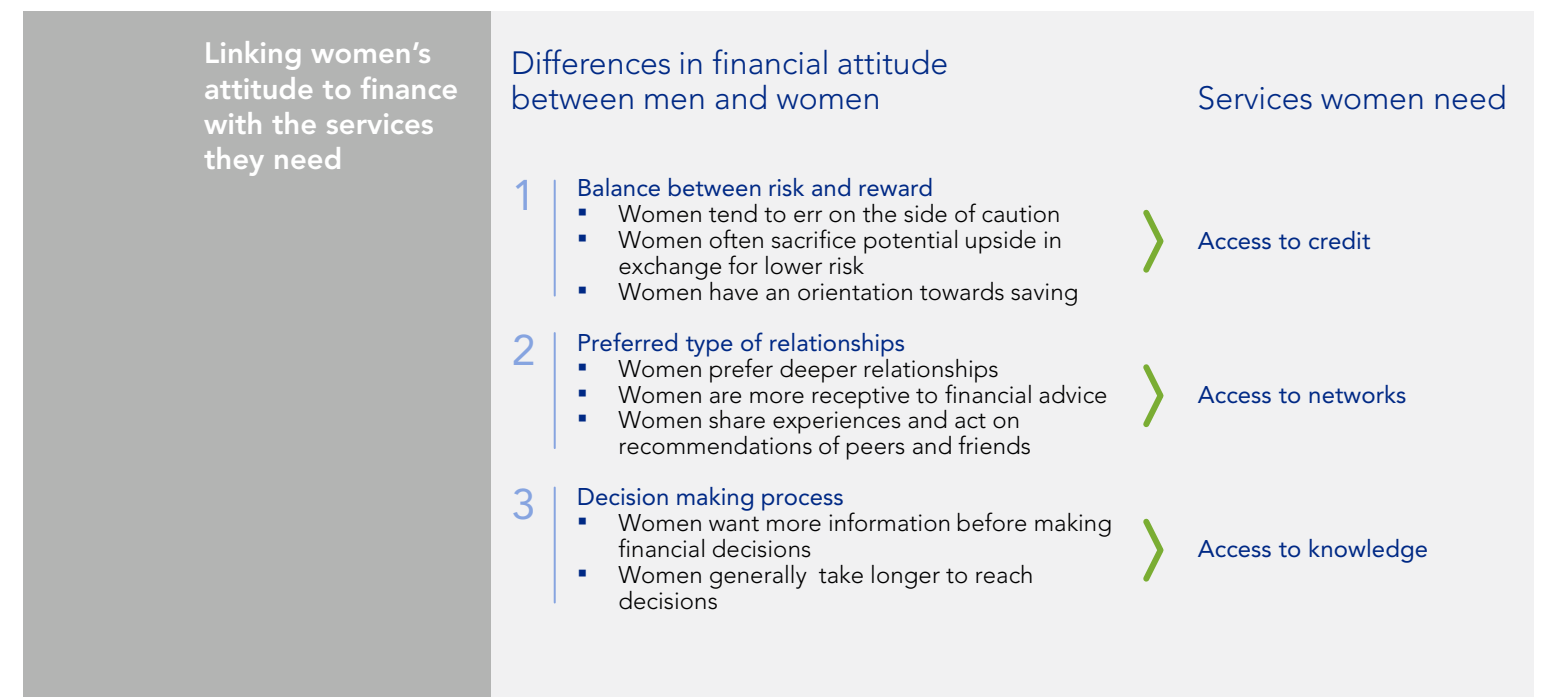 Linking women’s
attitude to finance
with the services
they need
Differences in financial attitude
between men and women
Services women need
1
Balance between risk and reward
▪ Women tend to err on the side of caution
▪ Women often sacrifice potential upside in
exchange for lower risk
▪ Women have an orientation towards saving
Access to credit
2
Preferred type of relationships
▪ Women prefer deeper relationships
▪ Women are more receptive to financial advice
▪ Women share experiences and act on
recommendations of peers and friends
Access to networks
3
Decision making process
▪ Women want more information before making
financial decisions
▪ Women generally  take longer to reach
decisions
Access to knowledge